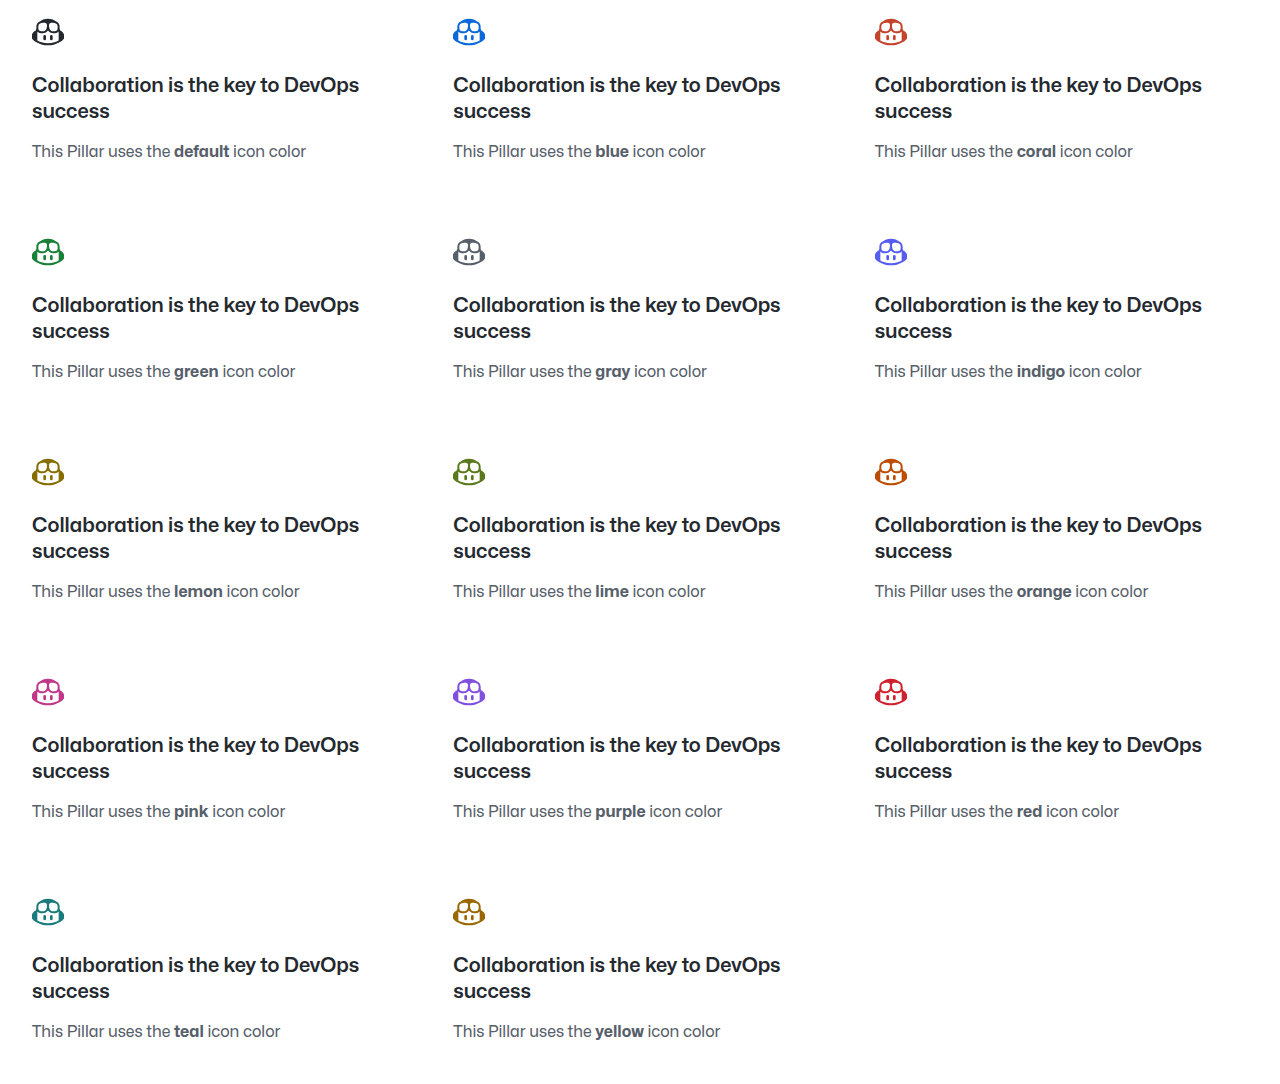 Collaboration is the key to DevOps
success
This Pillar uses the default icon color
Collaboration is the key to DevOps
success
This Pillar uses the blue icon color
Collaboration is the key to DevOps
success
This Pillar uses the coral icon color
Collaboration is the key to DevOps
success
This Pillar uses the green icon color
Collaboration is the key to DevOps
success
This Pillar uses the gray icon color
Collaboration is the key to DevOps
success
This Pillar uses the indigo icon color
Collaboration is the key to DevOps
success
This Pillar uses the lemon icon color
Collaboration is the key to DevOps
success
This Pillar uses the lime icon color
Collaboration is the key to DevOps
success
This Pillar uses the orange icon color
Collaboration is the key to DevOps
success
This Pillar uses the pink icon color
Collaboration is the key to DevOps
success
This Pillar uses the purple icon color
Collaboration is the key to DevOps
success
This Pillar uses the red icon color
Collaboration is the key to DevOps
success
This Pillar uses the teal icon color
Collaboration is the key to DevOps
success
This Pillar uses the yellow icon color